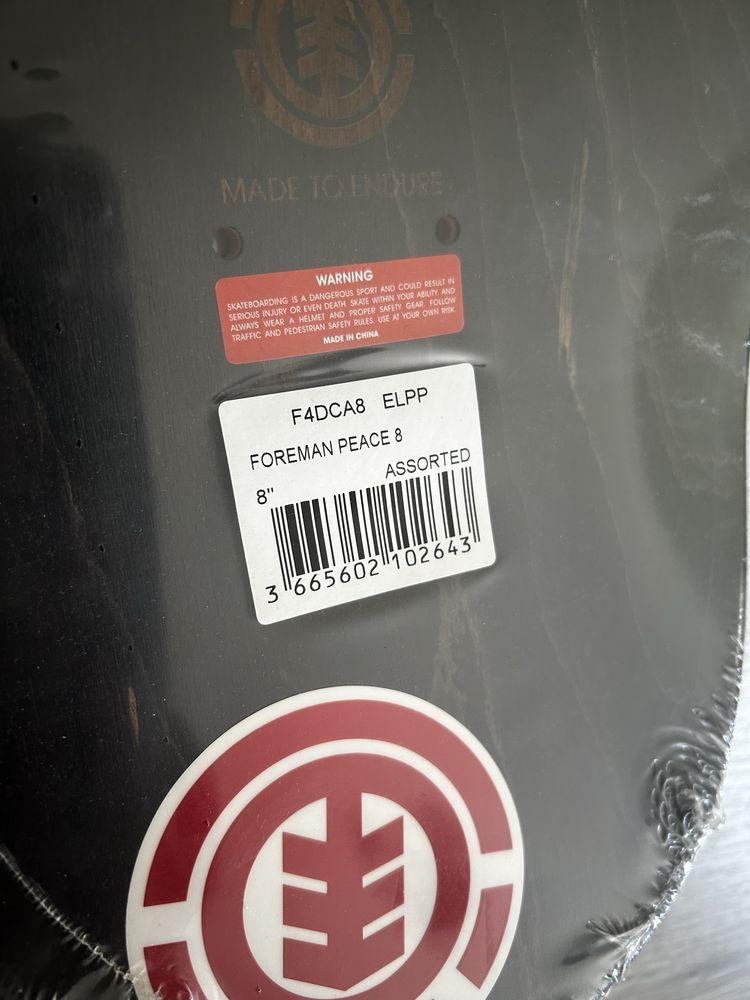 MADE TO ENDURE
WARNING
SKATEBOARDING IS A DANGEROUS SPORT AND COULD RESULT IN
SERIOUS INJURY OR EVEN DEATH. SKATE WITHIN YOUR ABILITY AND
ALWAYS WEAR A HELMET AND PROPER SAFETY GEAR. FOLLOW
TRAFFIC AND PEDESTRIAN SAFETY RULES. USE AT YOUR OWN RISK.
MADE IN CHINA
F4DCA8 ELPP
FOREMAN PEACE 8
8" ASSORTED
3 665602 102643